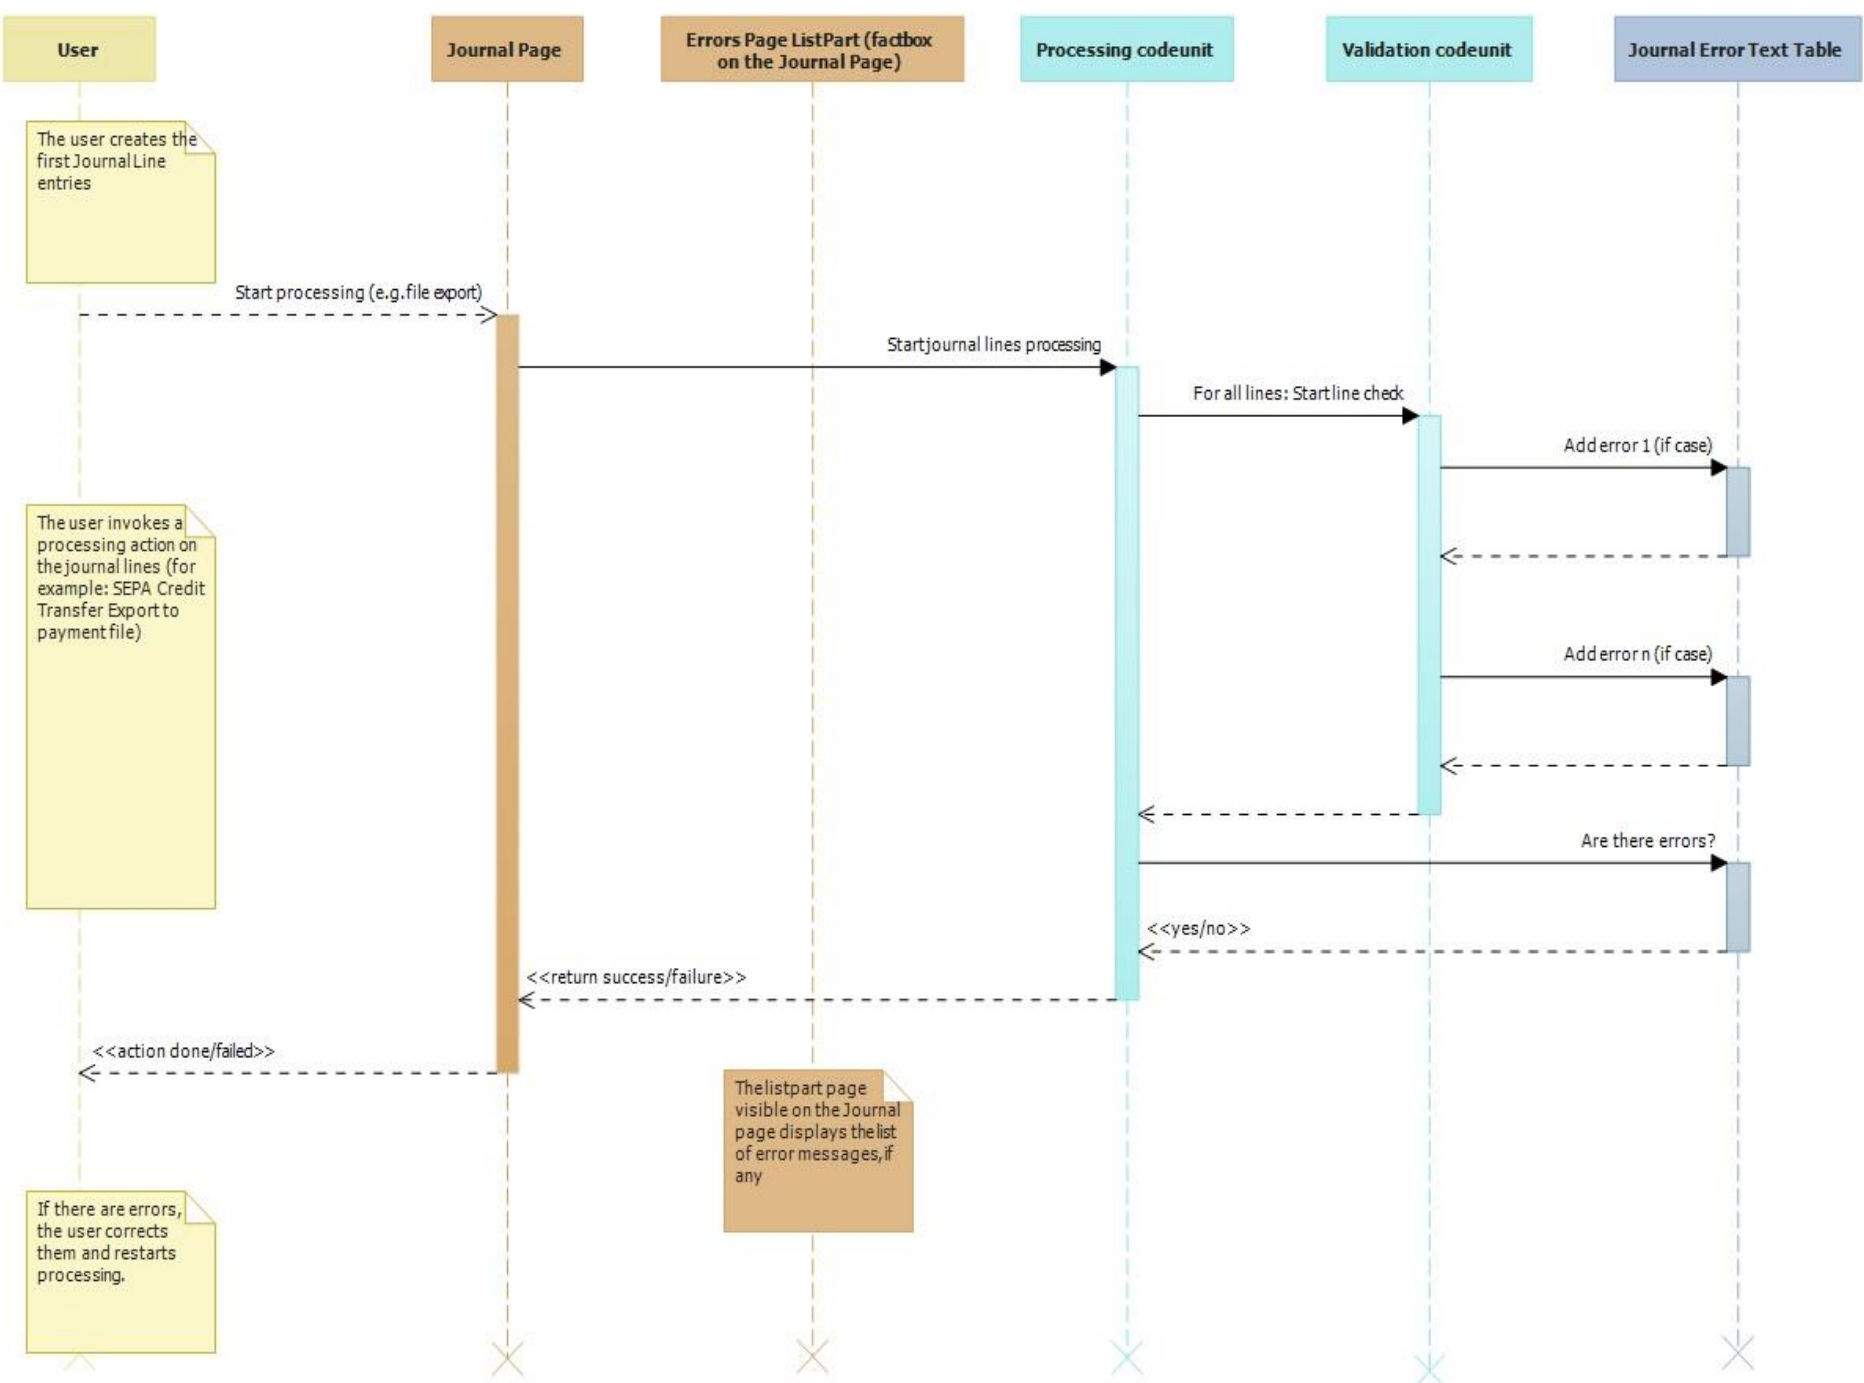 User
Journal Page
Errors Page ListPart (factbox
on the Journal Page)
Processing codeunit
Validation codeunit
Journal Error Text Table
The user creates the
first Journal Line
entries
Start processing (e.g. file export)
Start journal lines processing
For all lines: Start line check
Add error 1 (if case)
The user invokes a
processing action on
the journal lines (for
example: SEPA Credit
Transfer Export to
payment file)
Add error n (if case)
Are there errors?
<<yes/no>>
<<return success/failure>>
<<action done/failed>>
The listpart page
visible on the Journal
page displays the list
of error messages, if
any
If there are errors,
the user corrects
them and restarts
processing.